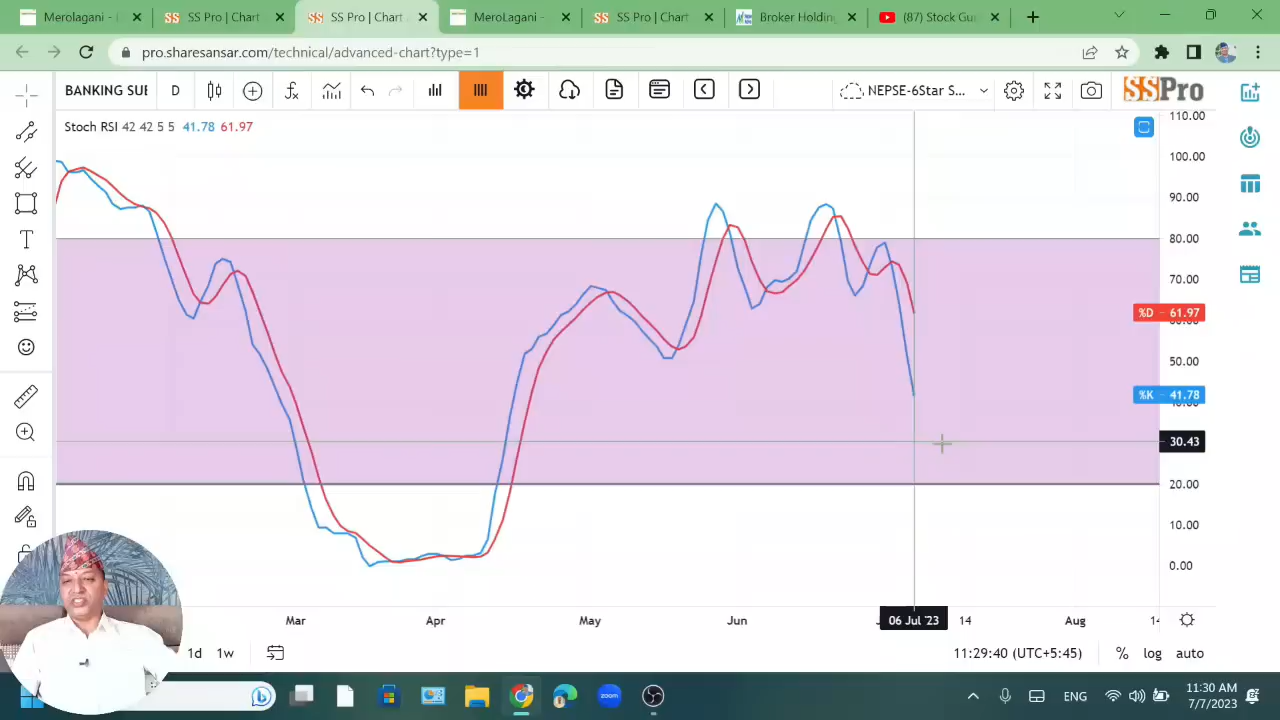 MeroLagani -
SS Pro | Chart
SS Pro | Chart
MeroLagani -
SS Pro | Chart
Broker Holding
(87) Stock Gu
pro.sharesansar.com/technical/advanced-chart?type=1
BANKING SUB D NEPSE-6Star S... SSPro
Stoch RSI 42 42 5 5 41.78 61.97
110.00
100.00
90.00
80.00
70.00
%D - 61.97
50.00
%K - 41.78
30.43
20.00
10.00
0.00
Mar Apr May Jun 06 Jul '23 14 Aug 14
1d 1w 11:29:40 (UTC+5:45) % log auto
zoom ENG 11:30 AM
7/7/2023